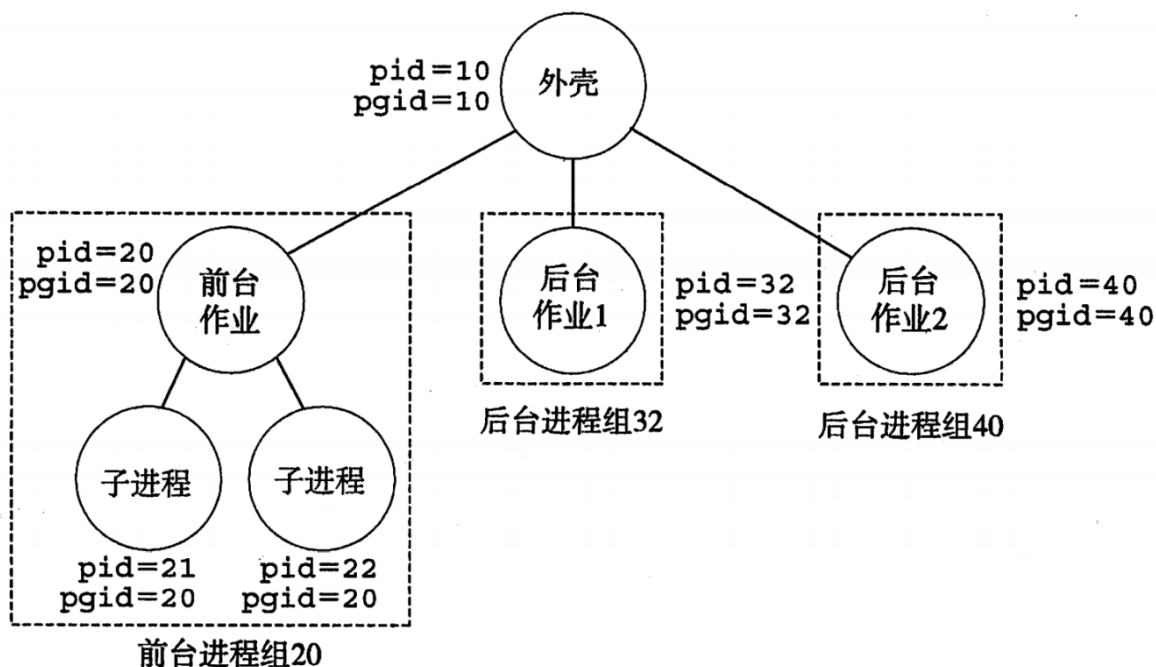 pid=10
pgid=10
外壳
pid=20
pgid=20
前台
作业
后台
作业1
pid=32
pgid=32
后台
作业2
pid=40
pgid=40
子进程
子进程
后台进程组32
后台进程组40
pid=21
pgid=20
pid=22
pgid=20
前台进程组20